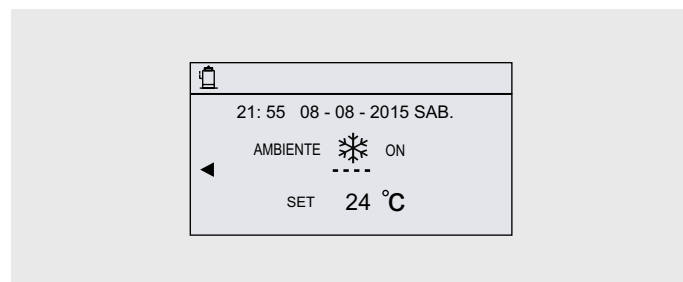 21: 55 08 - 08 - 2015 SAB.
AMBIENTE ON
----
SET 24 °C